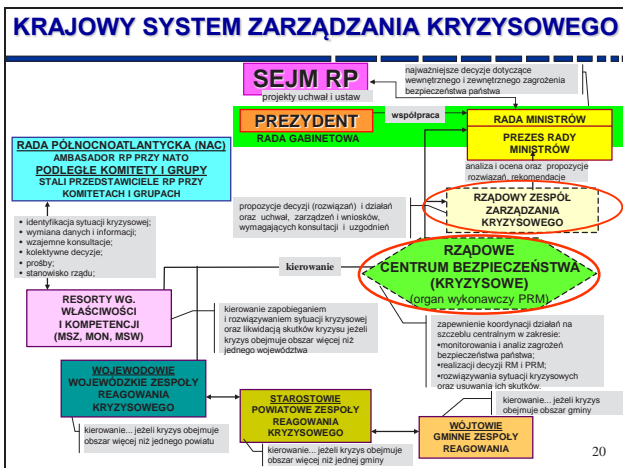 KRAJOWY SYSTEM ZARZĄDZANIA KRYZYSOWEGO
SEJM RP
projekty uchwał i ustaw
najważniejsze decyzje dotyczące
wewnętrznego i zewnętrznego zagrożenia
bezpieczeństwa państwa
PREZYDENT
RADA GABINETOWA
współpraca
RADA MINISTRÓW
PREZES RADY
MINISTRÓW
RADA PÓŁNOCNOATLANTYCKA (NAC)
AMBASADOR RP PRZY NATO
PODLEGŁE KOMITETY I GRUPY
STALI PRZEDSTAWICIELE RP PRZY
KOMITETACH I GRUPACH
analiza i ocena oraz propozycje
rozwiązań, rekomendacje
propozycje decyzji (rozwiązań) i działań
oraz uchwał, zarządzeń i wniosków,
wymagających konsultacji i uzgodnień
RZĄDOWY ZESPÓŁ
ZARZĄDZANIA
KRYZYSOWEGO
• identyfikacja sytuacji kryzysowej;
• wymiana danych i informacji;
• wzajemne konsultacje;
• kolektywne decyzje;
• prośby;
• stanowisko rządu;
kierowanie
RZĄDOWE
CENTRUM BEZPIECZEŃSTWA
(KRYZYSOWE)
(organ wykonawczy PRM)
RESORTY WG.
WŁAŚCIWOŚCI
I KOMPETENCJI
(MSZ, MON, MSW)
kierowanie zapobieganiem
i rozwiązywaniem sytuacji kryzysowej
oraz likwidacją skutków kryzysu jeżeli
kryzys obejmuje obszar więcej niż
jednego województwa
zapewnienie koordynacji działań na
szczeblu centralnym w zakresie:
•monitorowania i analiz zagrożeń
bezpieczeństwa państwa;
•realizacji decyzji RM i PRM;
•rozwiązywania sytuacji kryzysowych
oraz usuwania ich skutków.
WOJEWODOWIE
WOJEWÓDZKIE ZESPOŁY
REAGOWANIA
KRYZYSOWEGO
kierowanie... jeżeli kryzys obejmuje
obszar więcej niż jednego powiatu
STAROSTOWIE
POWIATOWE ZESPOŁY
REAGOWANIA
KRYZYSOWEGO
kierowanie... jeżeli kryzys obejmuje
obszar więcej niż jednej gminy
kierowanie... jeżeli kryzys
obejmuje obszar gminy
WÓJTOWIE
GMINNE ZESPOŁY
REAGOWANIA
20